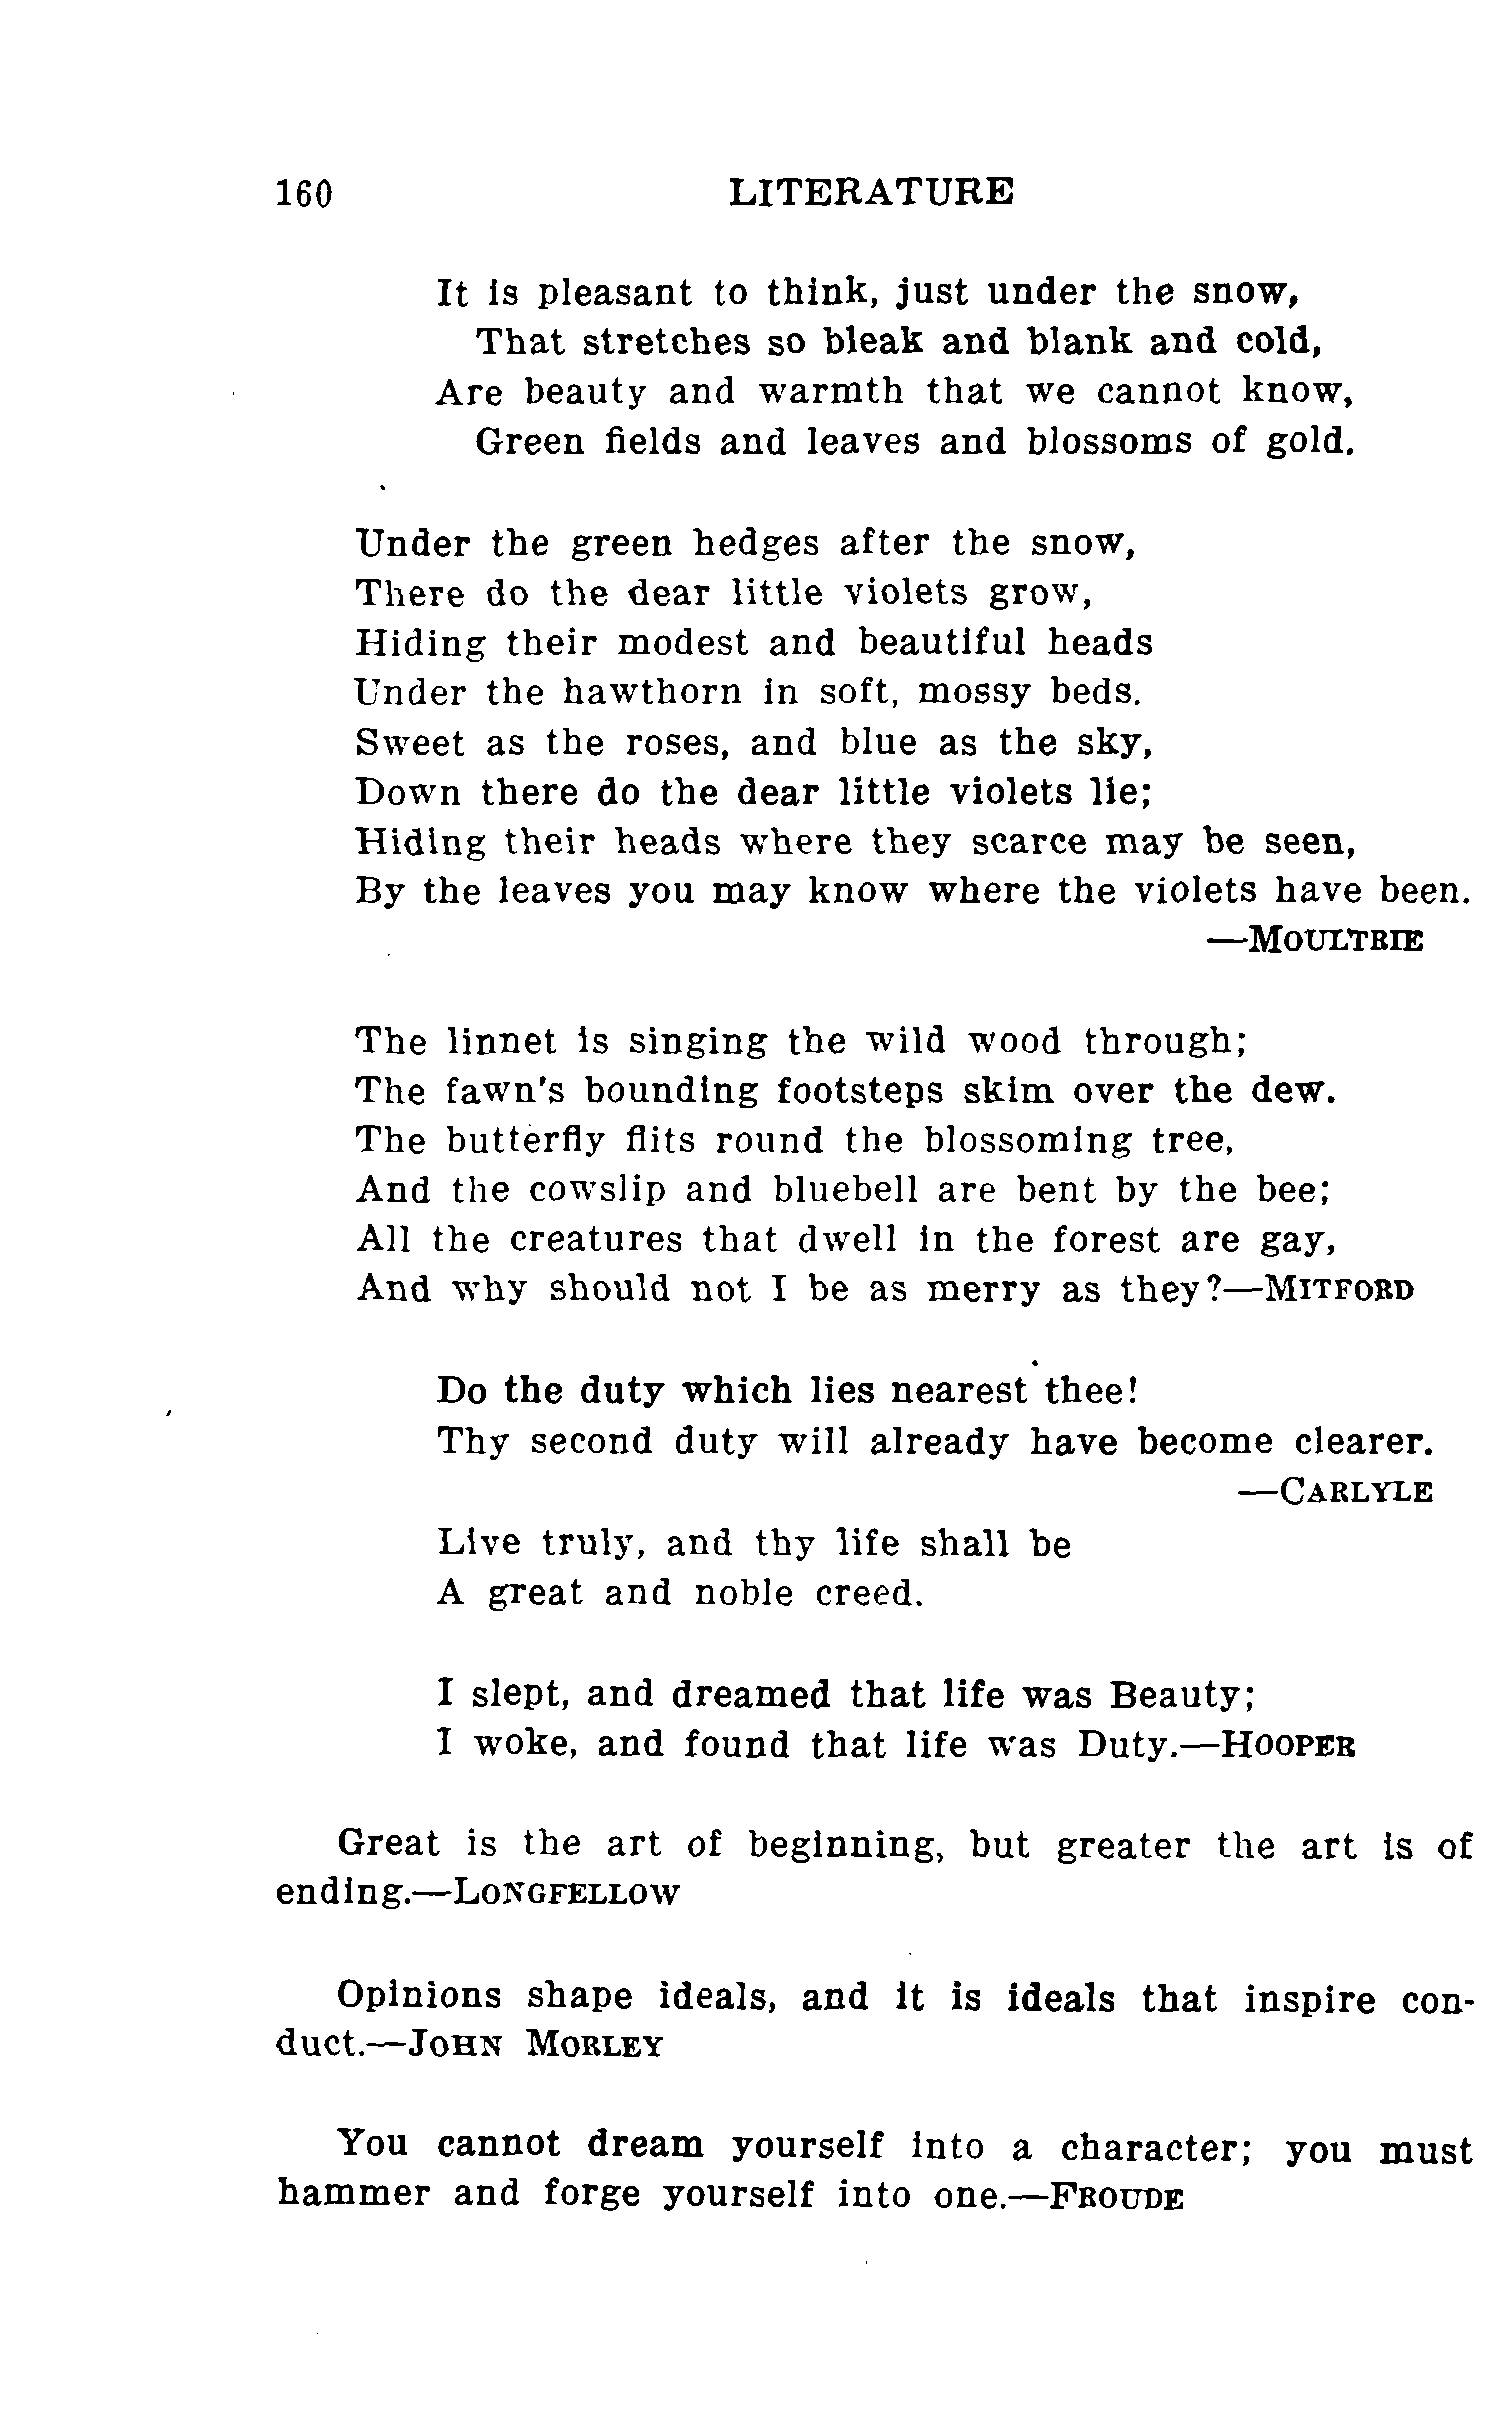 160 LITERATURE
It is pleasant to think, just under the snow,
That stretches so bleak and blank and cold,
Are beauty and warmth that we cannot know,
Green fields and leaves and blossoms of gold.
Under the green hedges after the snow,
There do the dear little violets grow,
Hiding their modest and beautiful heads
Under the hawthorn in soft, mossy beds.
Sweet as the roses, and blue as the sky,
Down there do the dear little violets lie;
Hiding their heads where they scarce may be seen,
By the leaves you may know where the violets have been.
—MOULTRIE
The linnet is singing the wild wood through;
The fawn's bounding footsteps skim over the dew.
The butterfly flits round the blossoming tree,
And the cowslip and bluebell are bent by the bee;
All the creatures that dwell in the forest are gay,
And why should not I be as merry as they?—MITFORD
Do the duty which lies nearest thee!
Thy second duty will already have become clearer.
—CARLYLE
Live truly, and thy life shall be
A great and noble creed.
I slept, and dreamed that life was Beauty;
I woke, and found that life was Duty.—HOOPER
Great is the art of beginning, but greater the art is of
ending.—LONGFELLOW
Opinions shape ideals, and it is ideals that inspire con-
duct.—JOHN MORLEY
You cannot dream yourself into a character; you must
hammer and forge yourself into one.—FROUDE